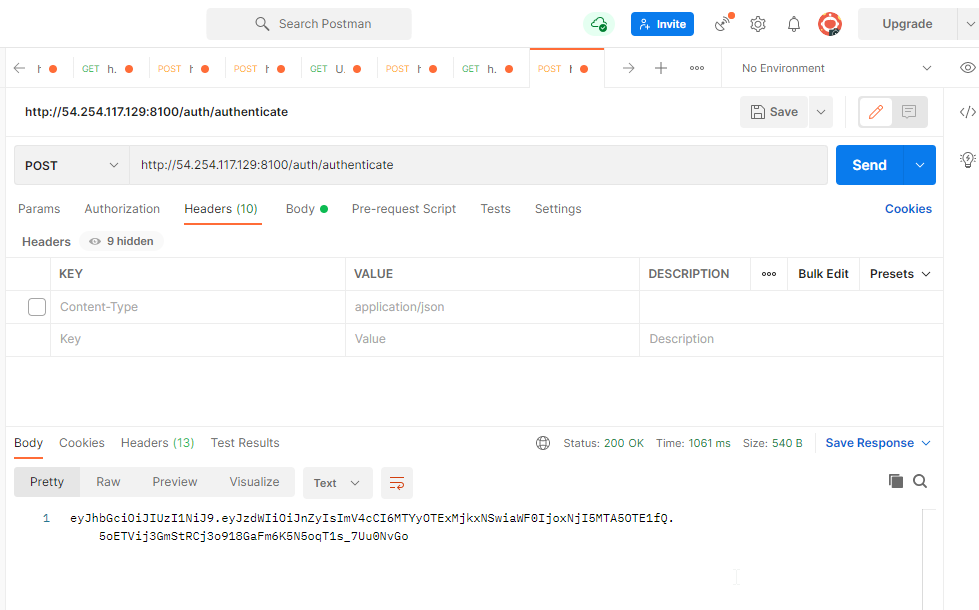 Search Postman
Invite
Upgrade
GET h.
POST
POST
GET U.
POST
GET h.
POST
No Environment
http://54.254.117.129:8100/auth/authenticate
Save
POST
http://54.254.117.129:8100/auth/authenticate
Send
Params Authorization Headers (10) Body Pre-request Script Tests Settings Cookies
Headers 9 hidden
KEY VALUE DESCRIPTION Bulk Edit Presets
Content-Type application/json
Key Value Description
Body Cookies Headers (13) Test Results Status: 200 OK Time: 1061 ms Size: 540 B Save Response
Pretty Raw Preview Visualize Text
1 eyJhbGciOiJIUzI1NiJ9.eyJzdWIiOiJnZyIsImV4cCI6MTYyOTExMjkxNSwiaWF0IjoxNjI5MTA5OTE1fQ.
5oETVij3GmStRCj3o918GaFm6K5N5oqT1s_7Uu0NvGo